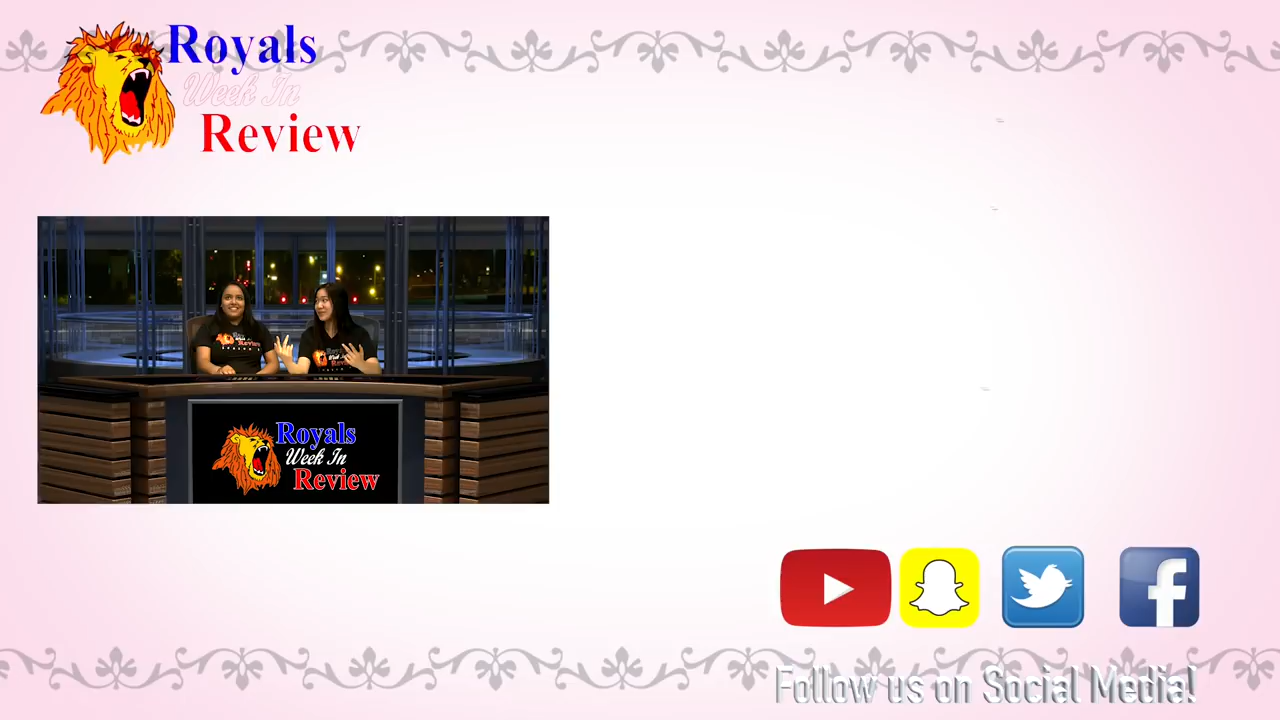 Royals
Week In
Review
Royals
Week In
Review
Follow us on Social Media!